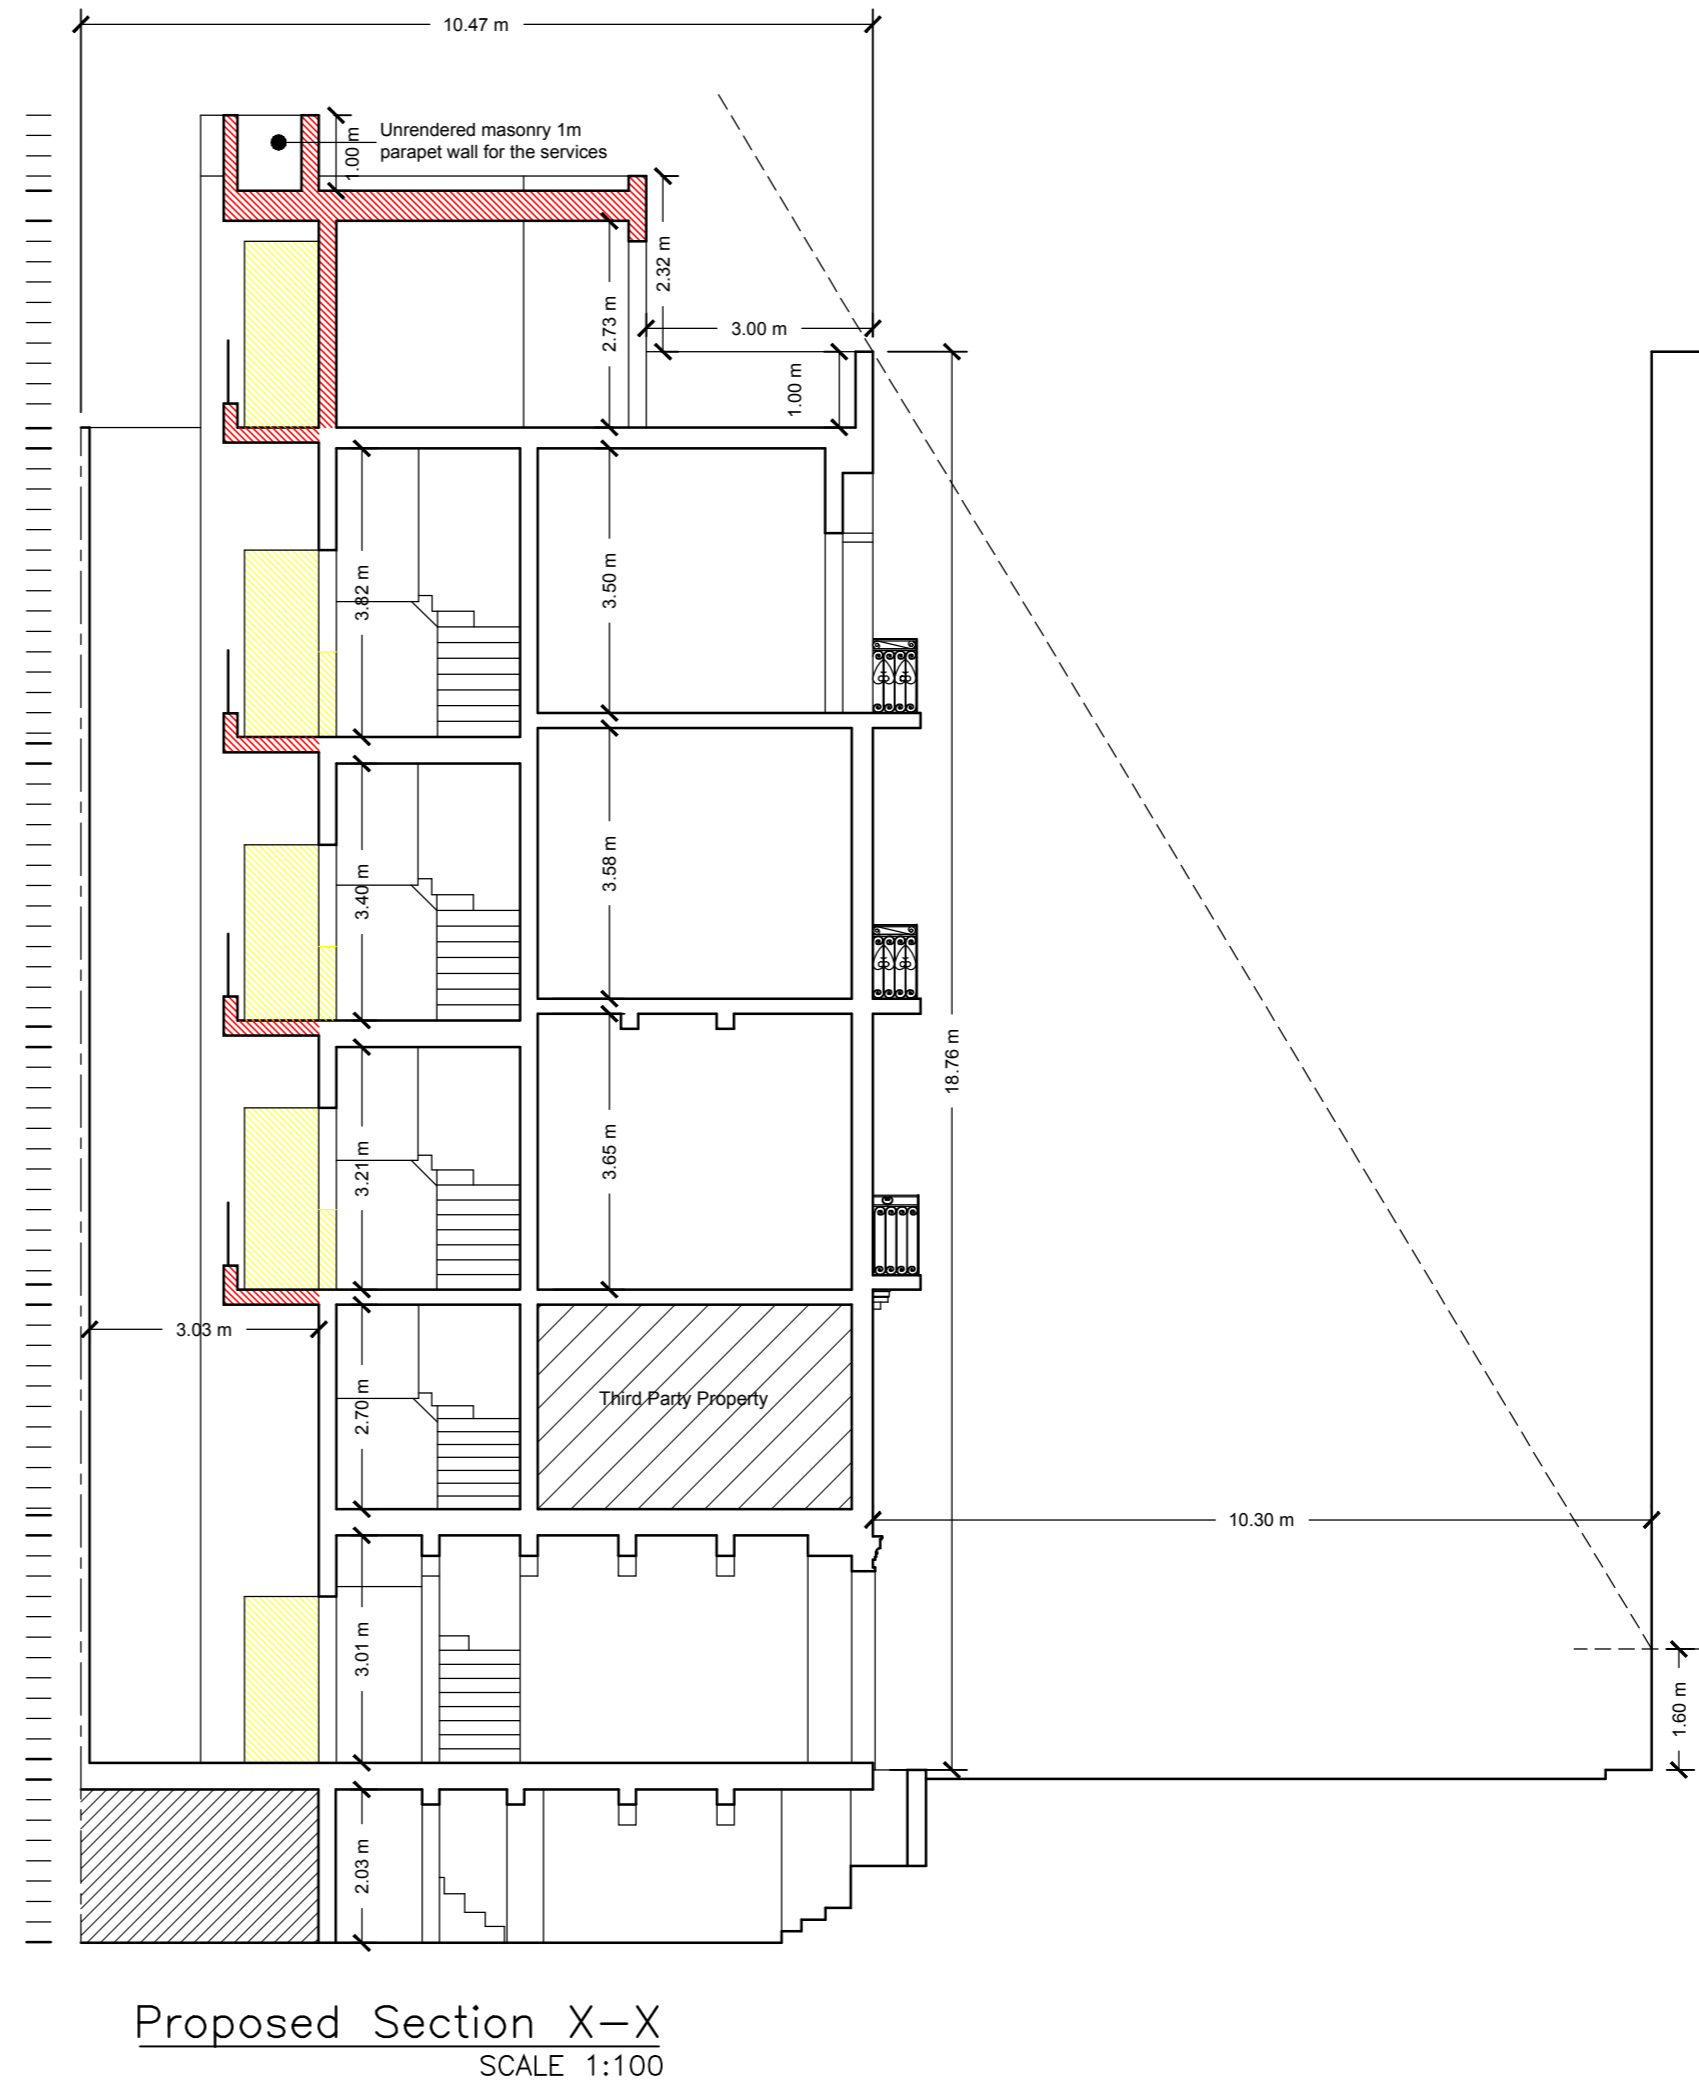 10.47 m
Unrendered masonry 1m
parapet wall for the services
1.00 m
2.32 m
2.73 m
3.00 m
1.00 m
3.82 m
3.50 m
3.40 m
3.58 m
18.76 m
3.21 m
3.65 m
3.03 m
2.70 m
Third Party Property
10.30 m
3.01 m
1.60 m
2.03 m
Proposed Section X-X
SCALE 1:100